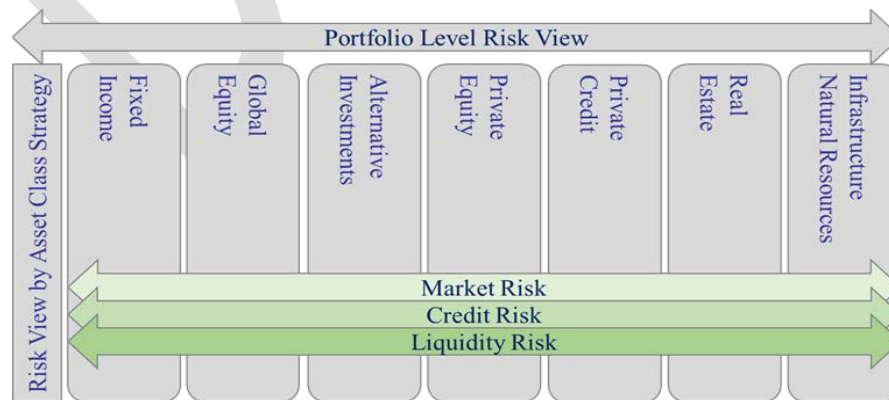 Portfolio Level Risk View
Risk View by Asset Class Strategy
Fixed
Income
Global
Equity
Alternative
Investments
Private
Equity
Private
Credit
Real
Estate
Infrastructure
Natural Resources
Market Risk
Credit Risk
Liquidity Risk